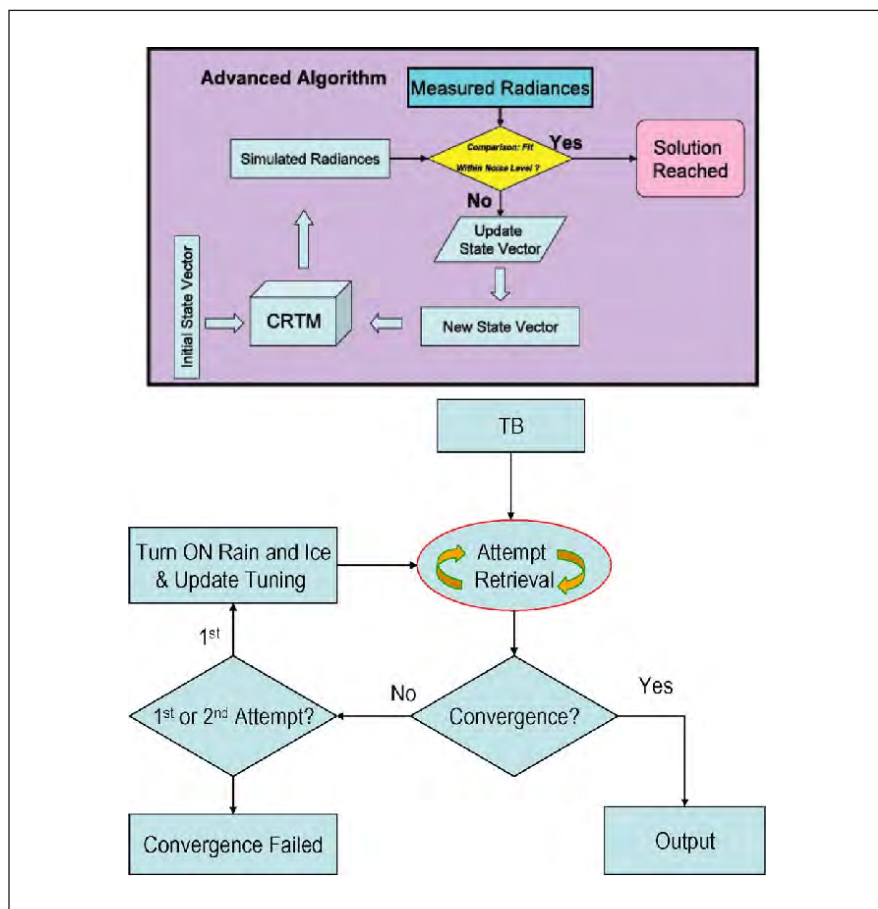 Advanced Algorithm
Measured Radiances
Simulated Radiances
Comparison: Fit
Within Noise Level ?
Yes
Solution
Reached
No
Update
State Vector
Initial State Vector
CRTM
New State Vector
TB
Turn ON Rain and Ice
& Update Tuning
Attempt
Retrieval
1st
1st or 2nd Attempt?
No
Convergence?
Yes
Convergence Failed
Output